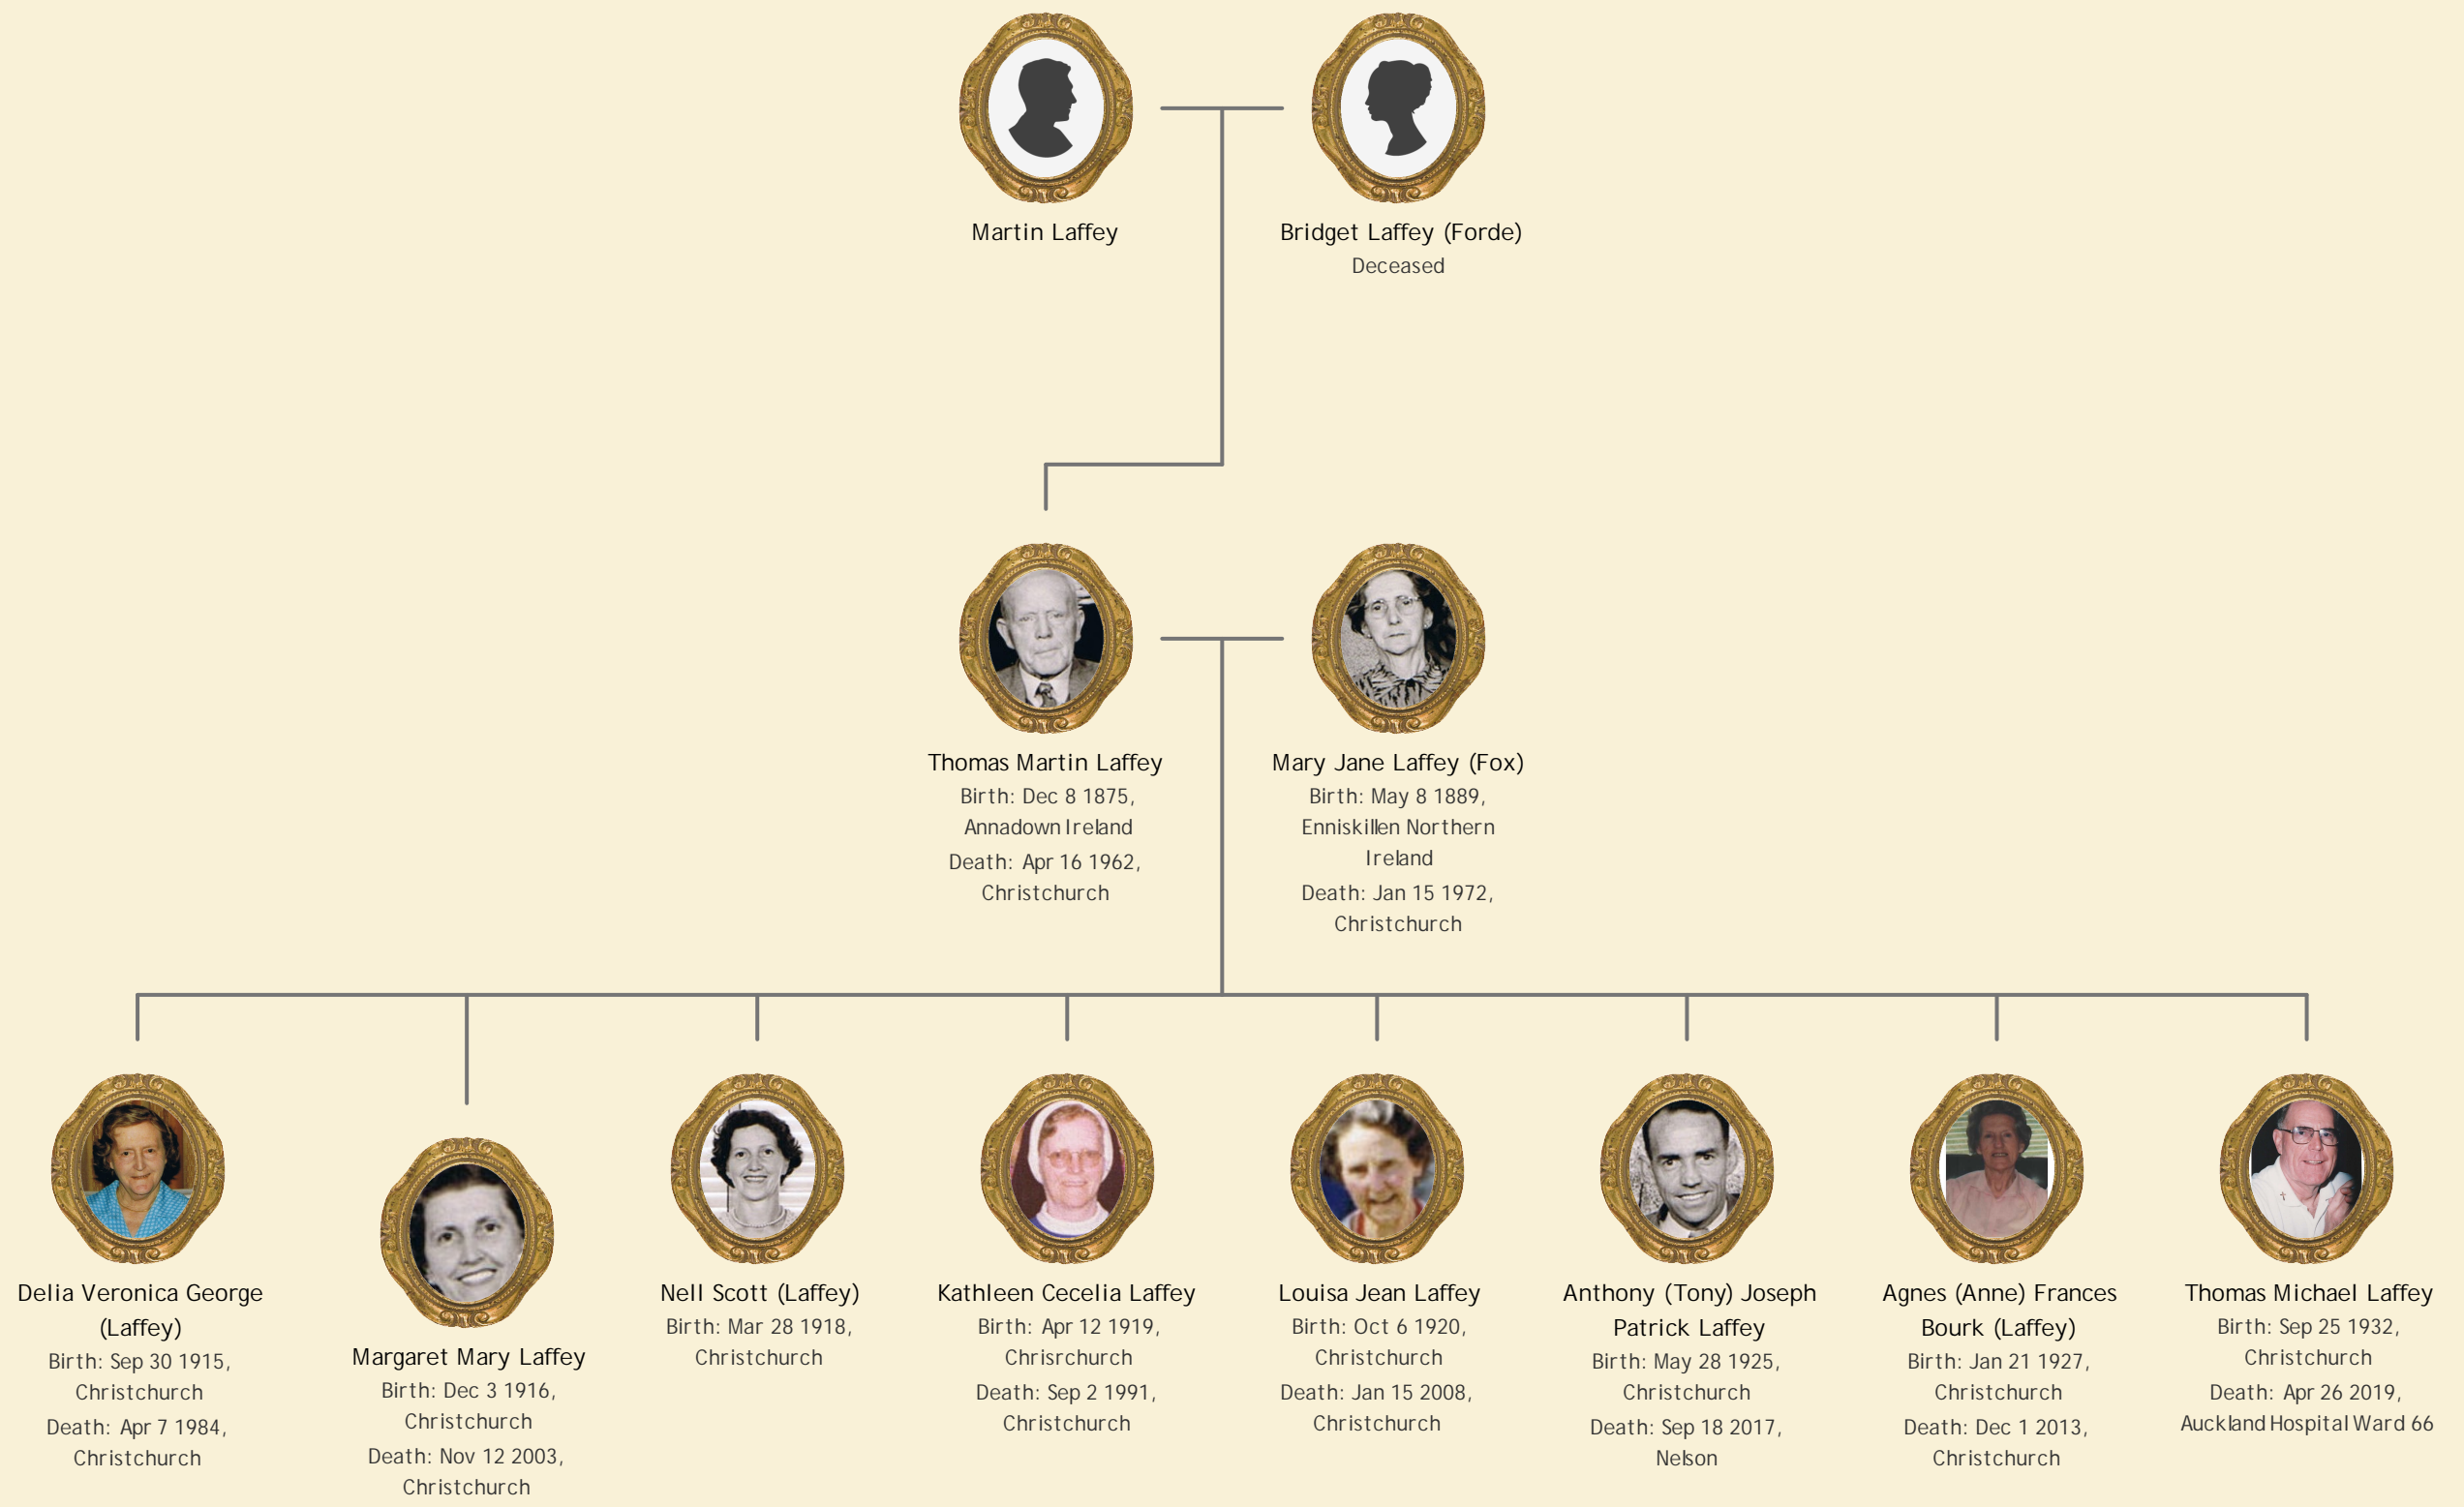 Martin Laffey
Bridget Laffey (Forde)
Deceased
Thomas Martin Laffey
Birth: Dec 8 1875,
Annadown Ireland
Death: Apr 16 1962,
Christchurch
Mary Jane Laffey (Fox)
Birth: May 8 1889,
Enniskillen Northern
Ireland
Death: Jan 15 1972,
Christchurch
Delia Veronica George
(Laffey)
Birth: Sep 30 1915,
Christchurch
Death: Apr 7 1984,
Christchurch
Margaret Mary Laffey
Birth: Dec 3 1916,
Christchurch
Death: Nov 12 2003,
Christchurch
Nell Scott (Laffey)
Birth: Mar 28 1918,
Christchurch
Kathleen Cecelia Laffey
Birth: Apr 12 1919,
Chrisrchurch
Death: Sep 2 1991,
Christchurch
Louisa Jean Laffey
Birth: Oct 6 1920,
Christchurch
Death: Jan 15 2008,
Christchurch
Anthony (Tony) Joseph
Patrick Laffey
Birth: May 28 1925,
Christchurch
Death: Sep 18 2017,
Nelson
Agnes (Anne) Frances
Bourk (Laffey)
Birth: Jan 21 1927,
Christchurch
Death: Dec 1 2013,
Christchurch
Thomas Michael Laffey
Birth: Sep 25 1932,
Christchurch
Death: Apr 26 2019,
Auckland Hospital Ward 66